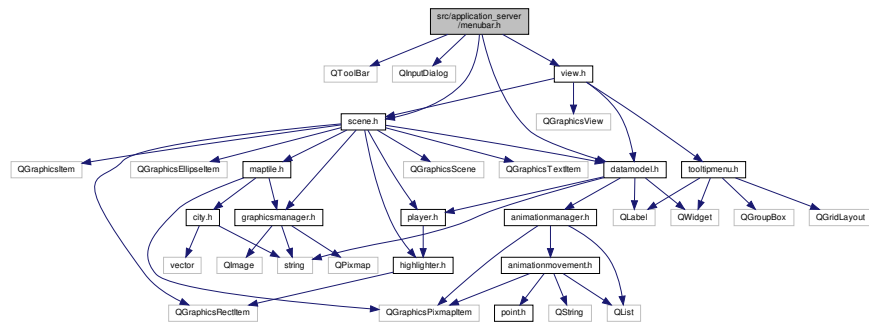 src/application_server
/menubar.h
QToolBar
QInputDialog
view.h
QGraphicsView
scene.h
QGraphicsItem
QGraphicsEllipseItem
maptile.h
QGraphicsScene
QGraphicsTextItem
datamodel.h
tooltipmenu.h
city.h
graphicsmanager.h
player.h
animationmanager.h
QLabel
QWidget
QGroupBox
QGridLayout
vector
QImage
string
QPixmap
highlighter.h
animationmovement.h
QGraphicsRectItem
QGraphicsPixmapItem
point.h
QString
QList